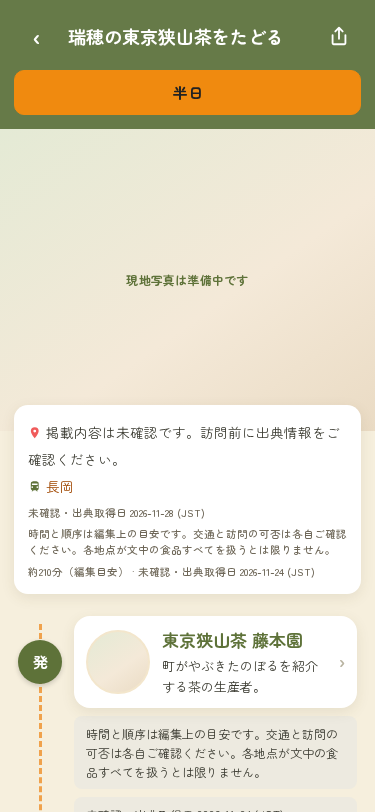 瑞穂の東京狭山茶をたどる
半日
現地写真は準備中です
掲載内容は未確認です。訪問前に出典情報をご
確認ください。
長岡
未確認・出典取得日 2026-11-28 (JST)
時間と順序は編集上の目安です。交通と訪問の可否は各自ご確認
ください。各地点が文中の食品すべてを扱うとは限りません。
約210分（編集目安） · 未確認・出典取得日 2026-11-24 (JST)
発
東京狭山茶 藤本園
町がやぶきたのぼるを紹介
する茶の生産者。
時間と順序は編集上の目安です。交通と訪問の
可否は各自ご確認ください。各地点が文中の食
品すべてを扱うとは限りません。